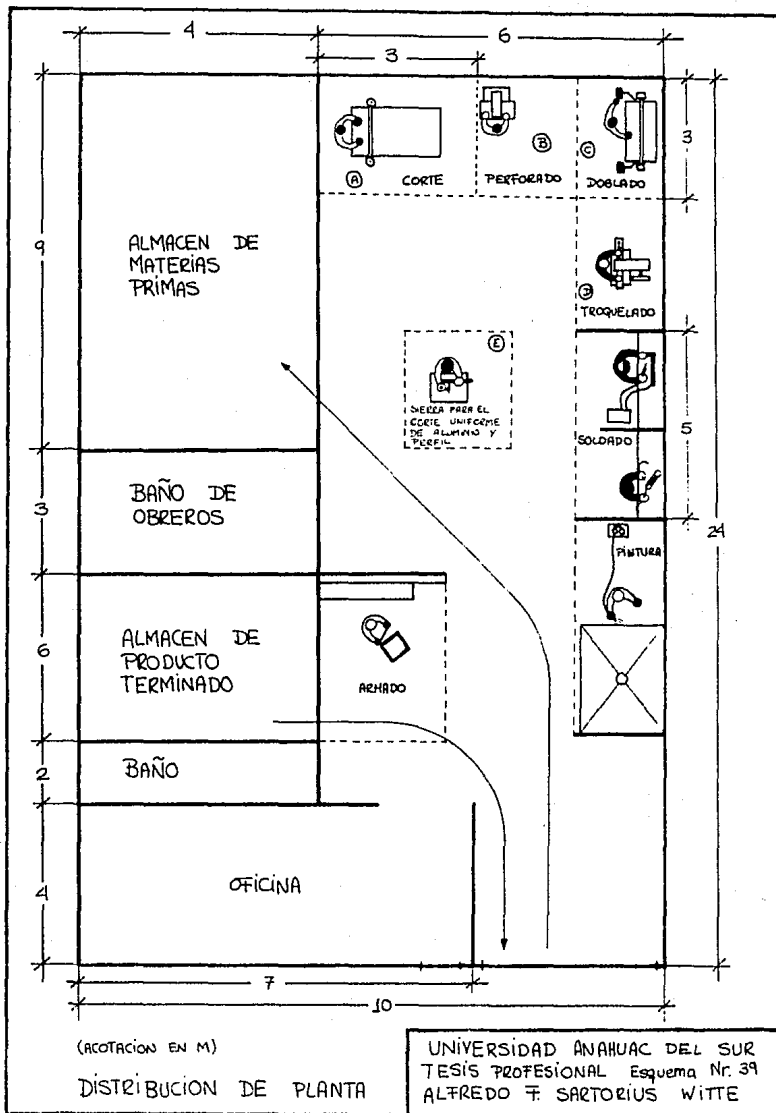 4
6
3
9
3
6
2
4
3
5
24
7
10
A
CORTE
B
PERFORADO
C
DOBLADO
D
TROQUELADO
ALMACEN DE
MATERIAS
PRIMAS
E
SIERRA PARA EL
CORTE UNIFORME
DE ALUMINIO Y
PERFIL
SOLDADO
BAÑO DE
OBREROS
PINTURA
ALMACEN DE
PRODUCTO
TERMINADO
ARMADO
BAÑO
OFICINA
(ACOTACION EN M)
DISTRIBUCION DE PLANTA
UNIVERSIDAD ANAHUAC DEL SUR
TESIS PROFESIONAL Esquema Nr. 39
ALFREDO F. SARTORIUS WITTE